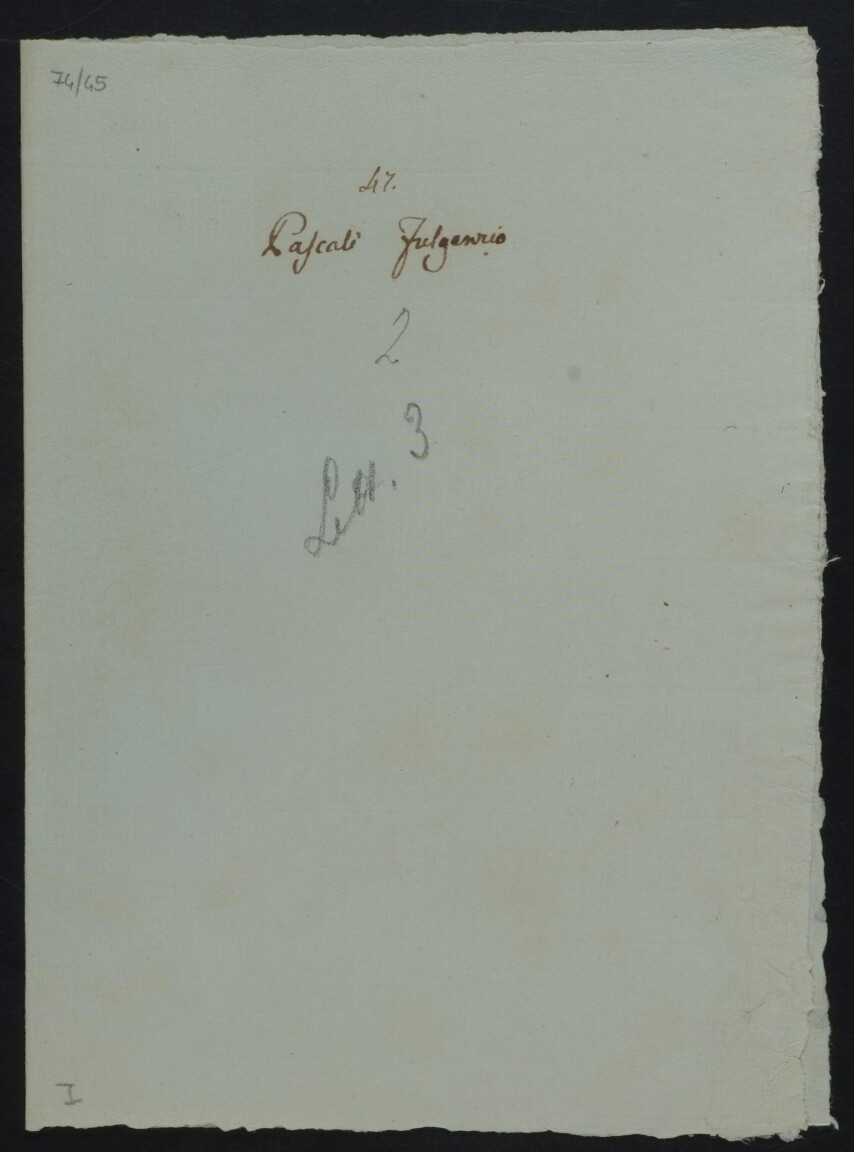 74/45
47.
Pascali Fulgenzio
2
Lett. 3
I